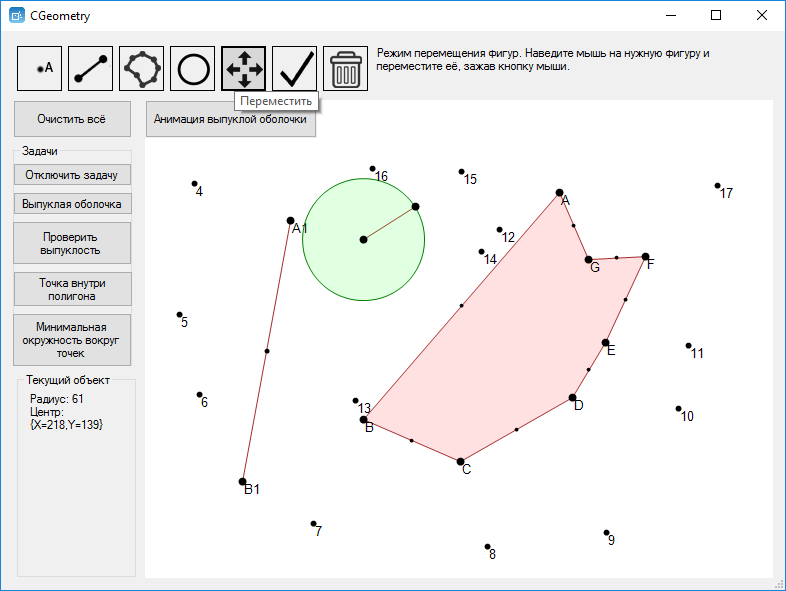 CGeometry
A
Режим перемещения фигур. Наведите мышь на нужную фигуру и
переместите её, зажав кнопку мыши.
Переместить
Очистить всё
Анимация выпуклой оболочки
Задачи
Отключить задачу
Выпуклая оболочка
Проверить
выпуклость
Точка внутри
полигона
Минимальная
окружность вокруг
точек
Текущий объект
Радиус: 61
Центр:
{X=218,Y=139}
16
15
4
17
A
A1
12
14
G
F
5
E
11
6
13
D
10
B
C
B1
7
9
8